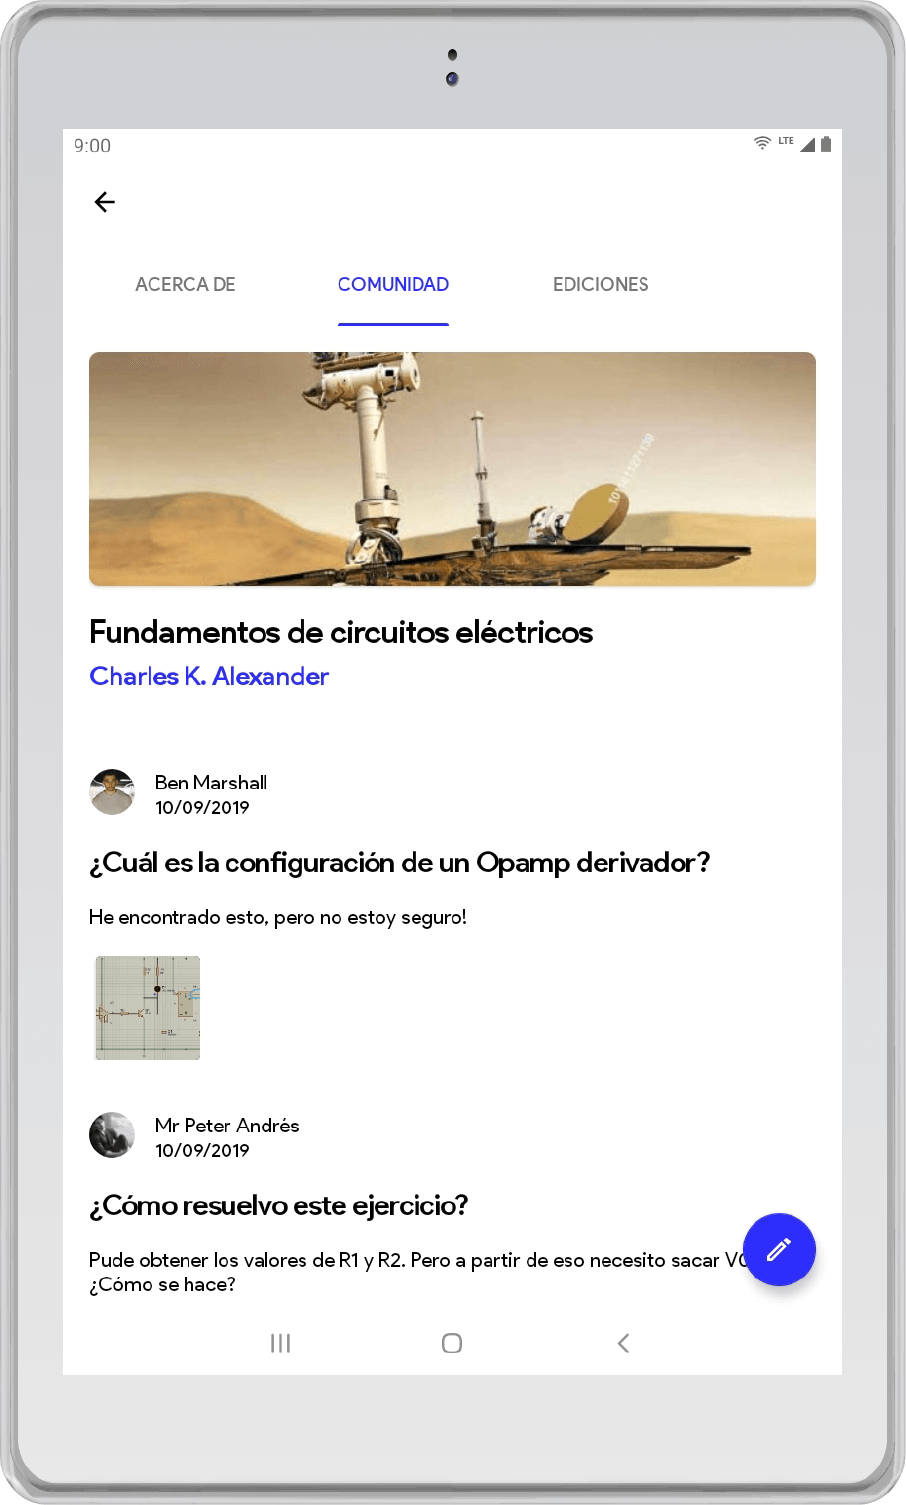 9:00
LTE
ACERCA DE
COMUNIDAD
EDICIONES
Fundamentos de circuitos eléctricos
Charles K. Alexander
Ben Marshall
10/09/2019
¿Cuál es la configuración de un Opamp derivador?
He encontrado esto, pero no estoy seguro!
Mr Peter Andrés
10/09/2019
¿Cómo resuelvo este ejercicio?
Pude obtener los valores de R1 y R2. Pero a partir de eso necesito sacar
¿Cómo se hace?